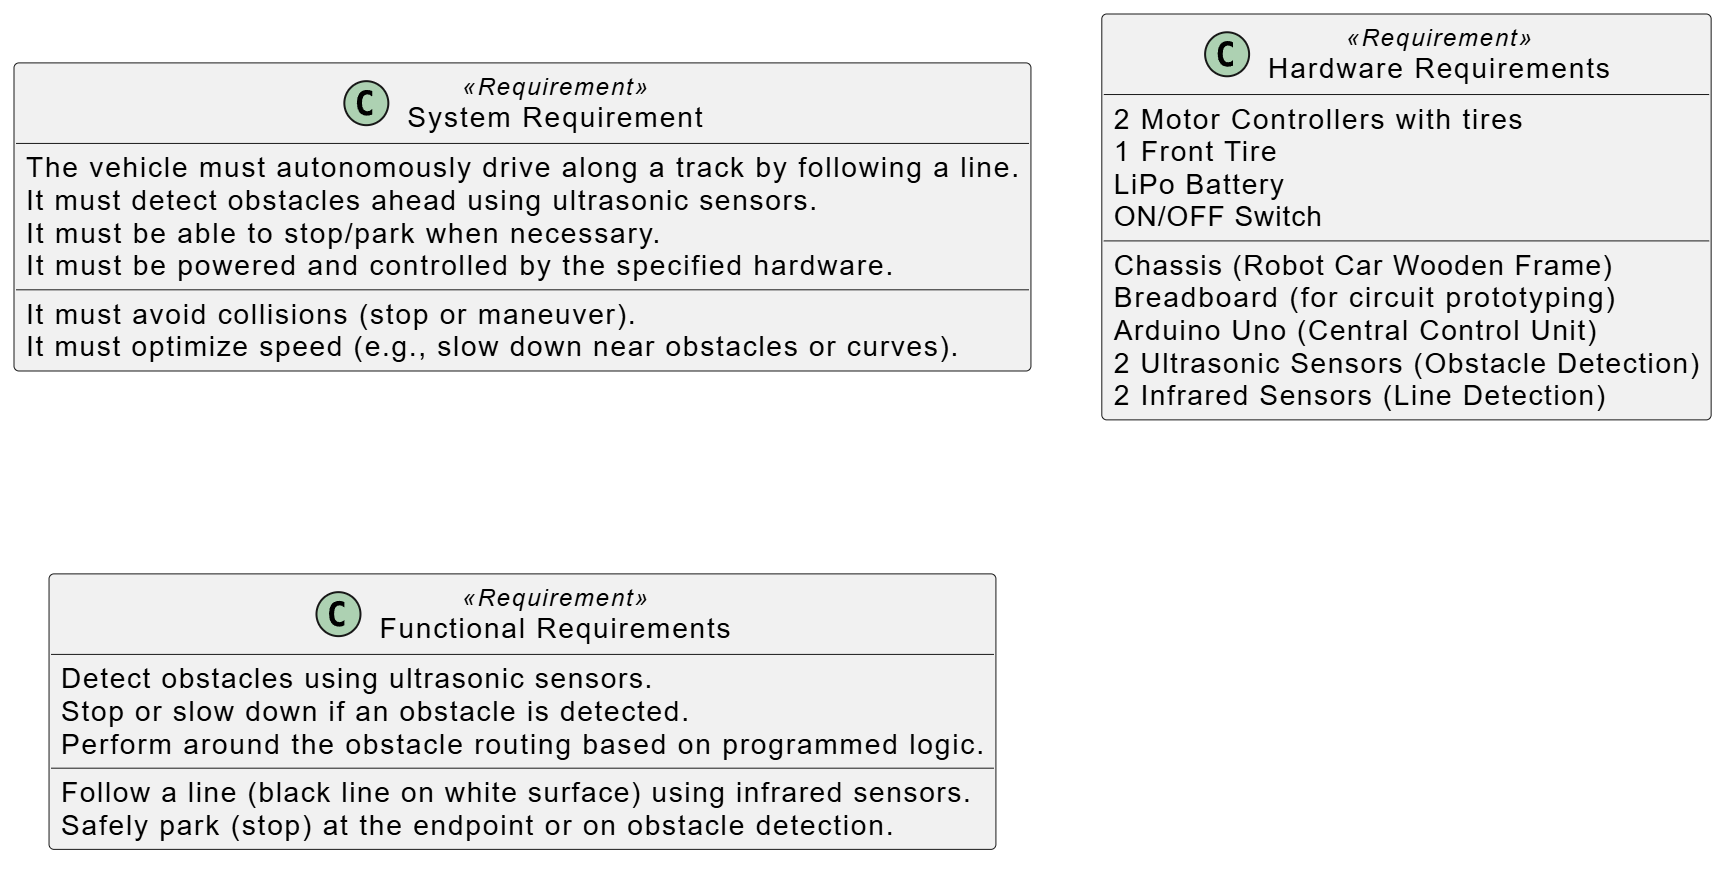 «Requirement»
C
System Requirement
The vehicle must autonomously drive along a track by following a line.
It must detect obstacles ahead using ultrasonic sensors.
It must be able to stop/park when necessary.
It must be powered and controlled by the specified hardware.
It must avoid collisions (stop or maneuver).
It must optimize speed (e.g., slow down near obstacles or curves).
«Requirement»
C
Hardware Requirements
2 Motor Controllers with tires
1 Front Tire
LiPo Battery
ON/OFF Switch
Chassis (Robot Car Wooden Frame)
Breadboard (for circuit prototyping)
Arduino Uno (Central Control Unit)
2 Ultrasonic Sensors (Obstacle Detection)
2 Infrared Sensors (Line Detection)
«Requirement»
C
Functional Requirements
Detect obstacles using ultrasonic sensors.
Stop or slow down if an obstacle is detected.
Perform around the obstacle routing based on programmed logic.
Follow a line (black line on white surface) using infrared sensors.
Safely park (stop) at the endpoint or on obstacle detection.